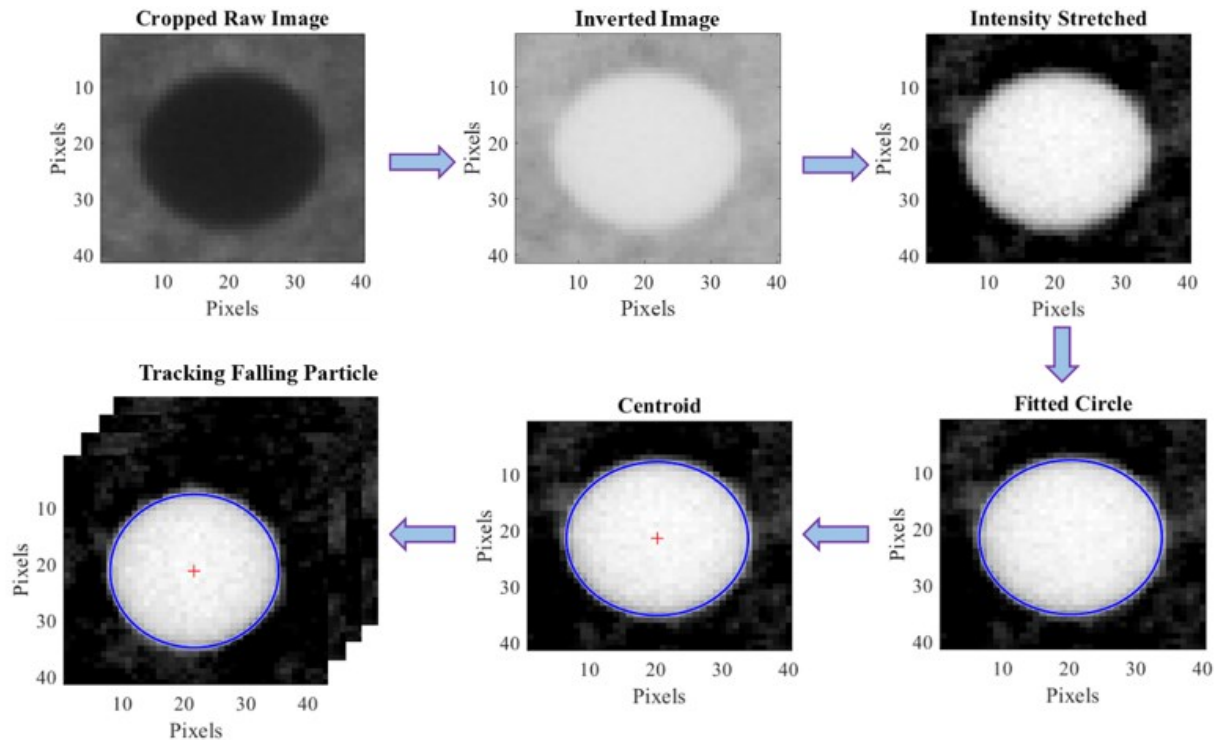 Cropped Raw Image
Inverted Image
Intensity Stretched
10
20
30
40
Pixels
10 20 30 40
Pixels
10
20
30
40
Pixels
10 20 30 40
Pixels
10
20
30
40
Pixels
10 20 30 40
Pixels
Tracking Falling Particle
Centroid
Fitted Circle
10
20
30
40
Pixels
10 20 30 40
Pixels
10
20
30
40
Pixels
10 20 30 40
Pixels
10
20
30
40
Pixels
10 20 30 40
Pixels